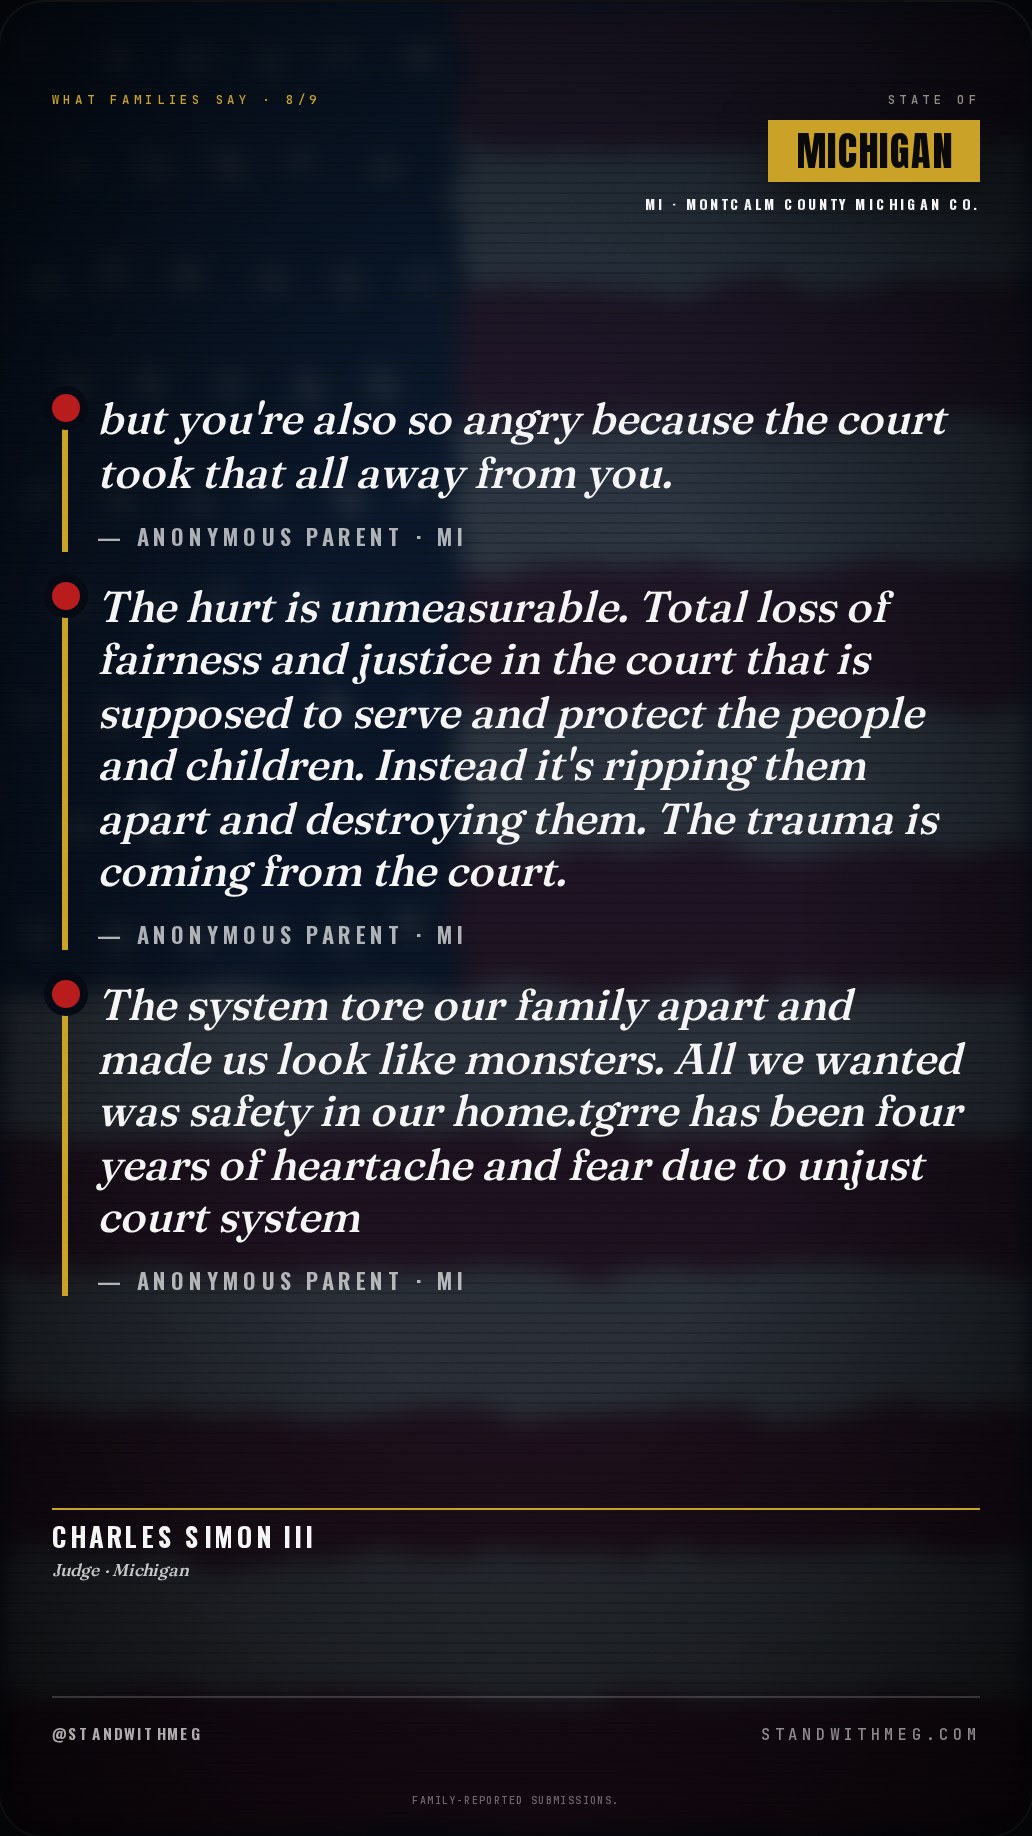 WHAT FAMILIES SAY · 8/9
STATE OF
MICHIGAN
MI · MONTCALM COUNTY MICHIGAN CO.
but you're also so angry because the court
took that all away from you.
— ANONYMOUS PARENT · MI
The hurt is unmeasurable. Total loss of
fairness and justice in the court that is
supposed to serve and protect the people
and children. Instead it's ripping them
apart and destroying them. The trauma is
coming from the court.
— ANONYMOUS PARENT · MI
The system tore our family apart and
made us look like monsters. All we wanted
was safety in our home.tgrre has been four
years of heartache and fear due to unjust
court system
— ANONYMOUS PARENT · MI
CHARLES SIMON III
Judge · Michigan
@STANDWITHMEG
STANDWITHMEG.COM
FAMILY-REPORTED SUBMISSIONS.